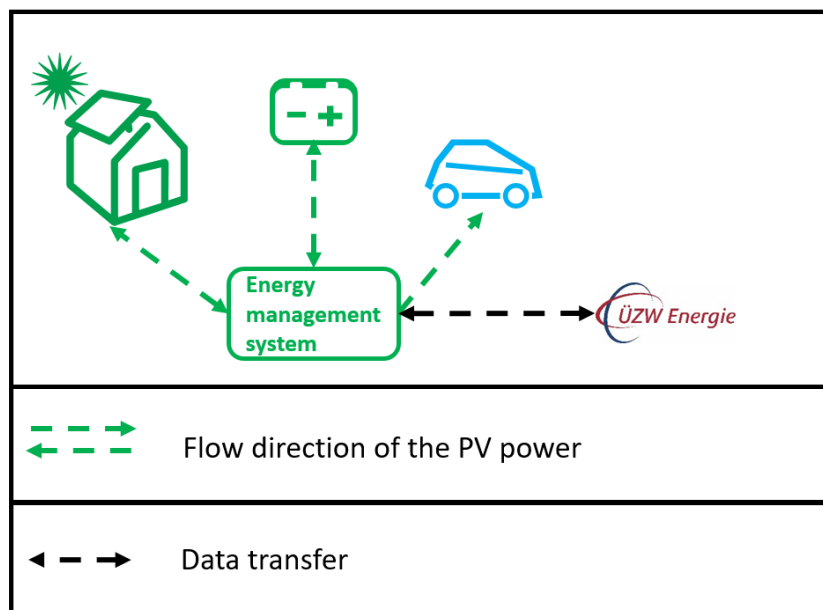 Energy
management
system
ÜZW Energie
Flow direction of the PV power
Data transfer